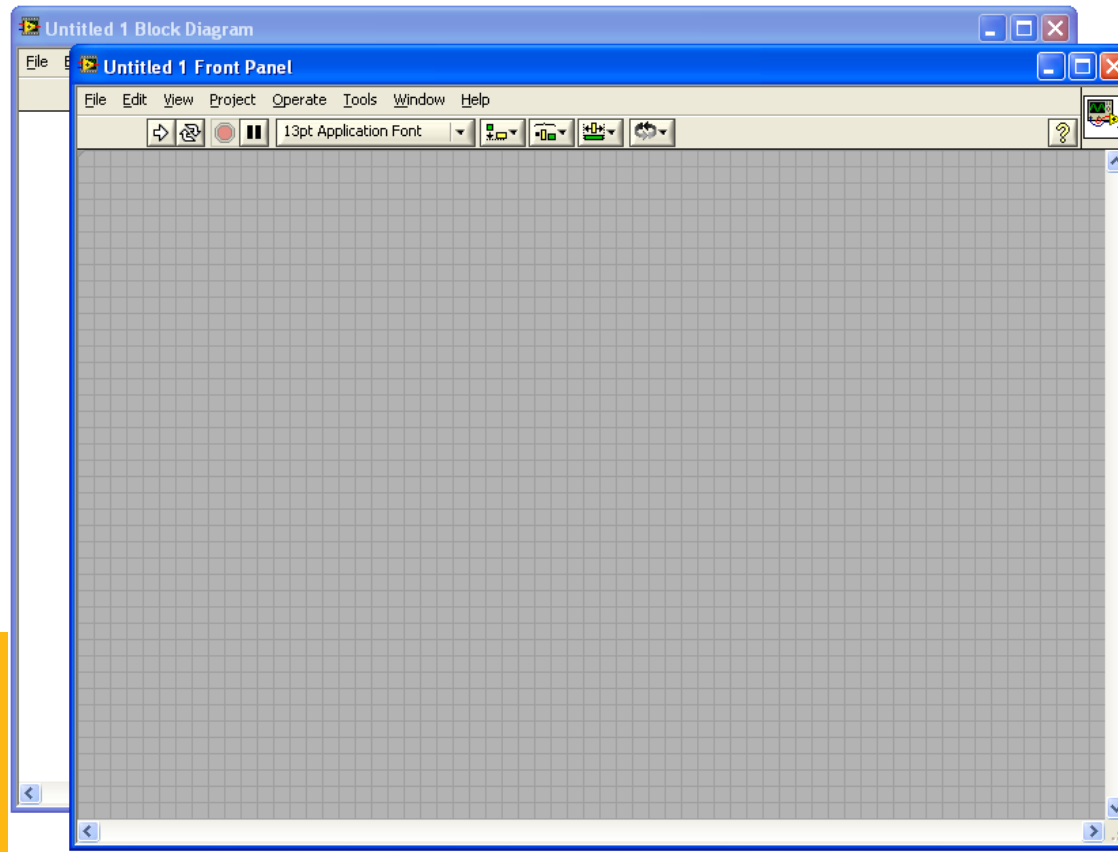 Untitled 1 Block Diagram
File
Untitled 1 Front Panel
File Edit View Project Operate Tools Window Help
13pt Application Font
?